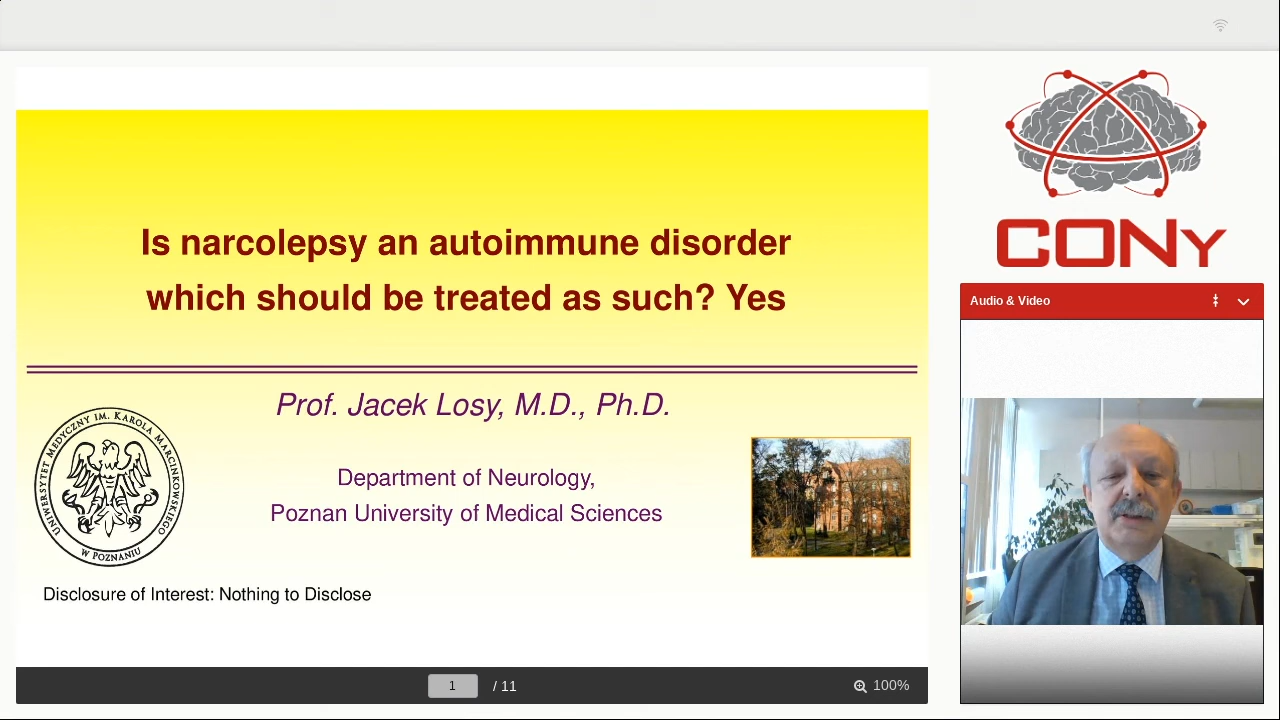 Is narcolepsy an autoimmune disorder
which should be treated as such? Yes
Prof. Jacek Losy, M.D., Ph.D.
Department of Neurology,
Poznan University of Medical Sciences
UNIWERSYTET MEDYCZNY IM. KAROLA MARCINKOWSKIEGO
W POZNANIU
Disclosure of Interest: Nothing to Disclose
1 / 11
100%
CONy
Audio & Video